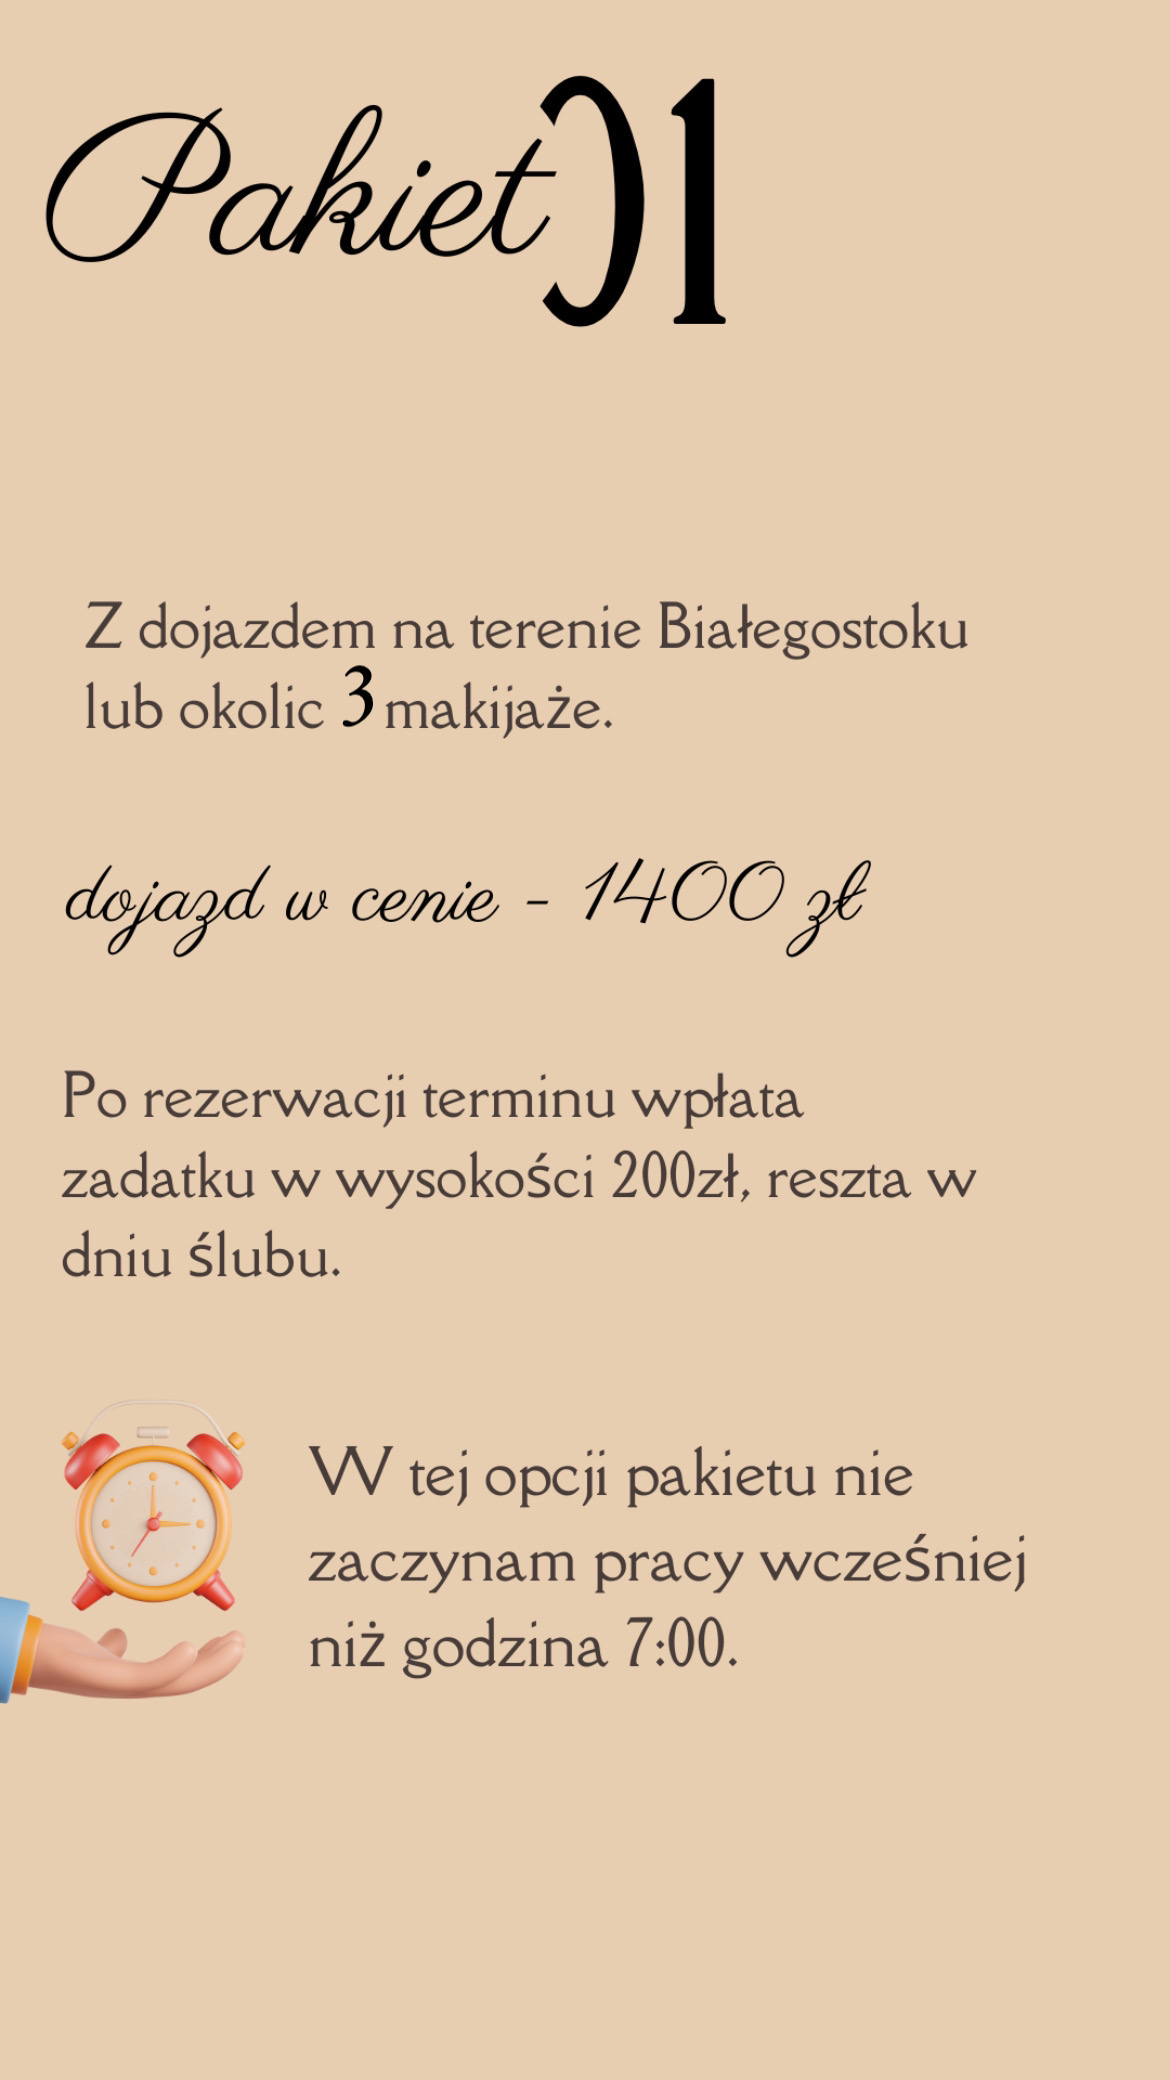 Pakiet 01
Z dojazdem na terenie Białegostoku
lub okolic 3 makijaże.
dojazd w cenie - 1400 zł
Po rezerwacji terminu wpłata
zadatku w wysokości 200zł, reszta w
dniu ślubu.
W tej opcji pakietu nie
zaczynam pracy wcześniej
niż godzina 7:00.